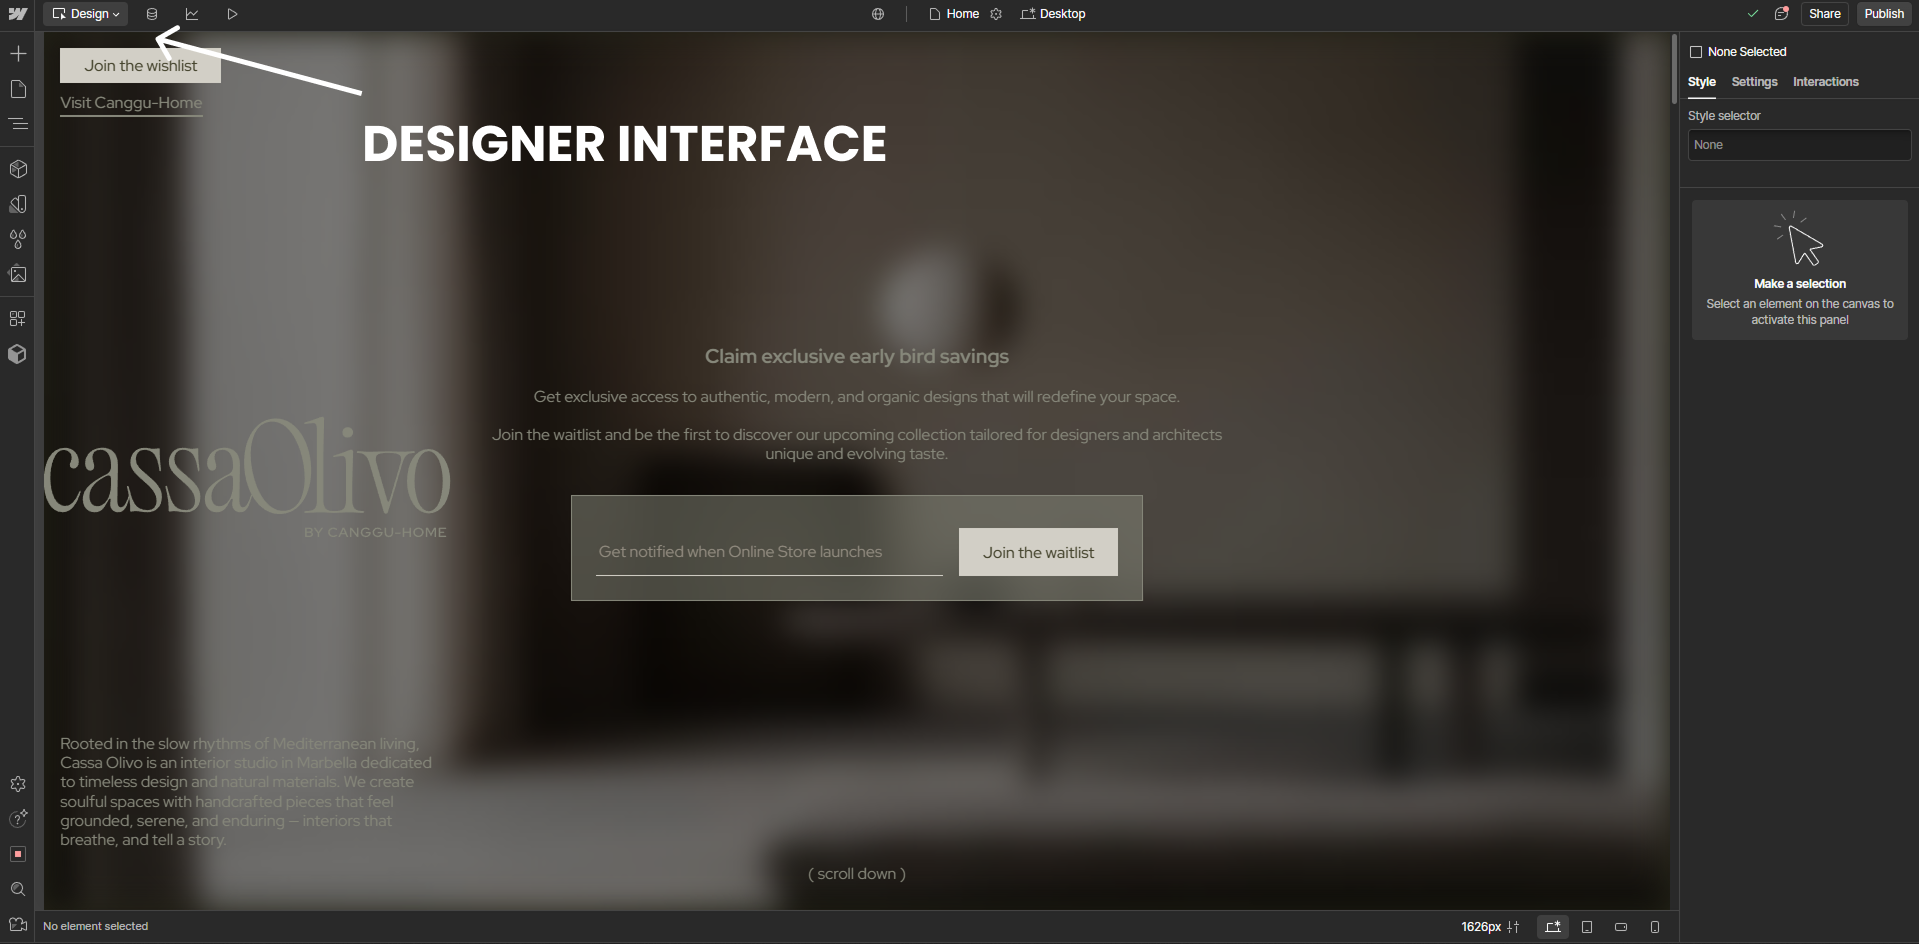 Design
Home
Desktop
Share
Publish
Join the wishlist
Visit Canggu-Home
DESIGNER INTERFACE
None Selected
Style
Settings
Interactions
Style selector
None
Make a selection
Select an element on the canvas to
activate this panel
Claim exclusive early bird savings
Get exclusive access to authentic, modern, and organic designs that will redefine your space.
Join the waitlist and be the first to discover our upcoming collection tailored for designers and architects
unique and evolving taste.
cassaOlivo
BY CANGGU-HOME
Get notified when Online Store launches
Join the waitlist
Rooted in the slow rhythms of Mediterranean living,
Cassa Olivo is an interior studio in Marbella dedicated
to timeless design and natural materials. We create
soulful spaces with handcrafted pieces that feel
grounded, serene, and enduring – interiors that
breathe, and tell a story.
( scroll down )
No element selected
1626px